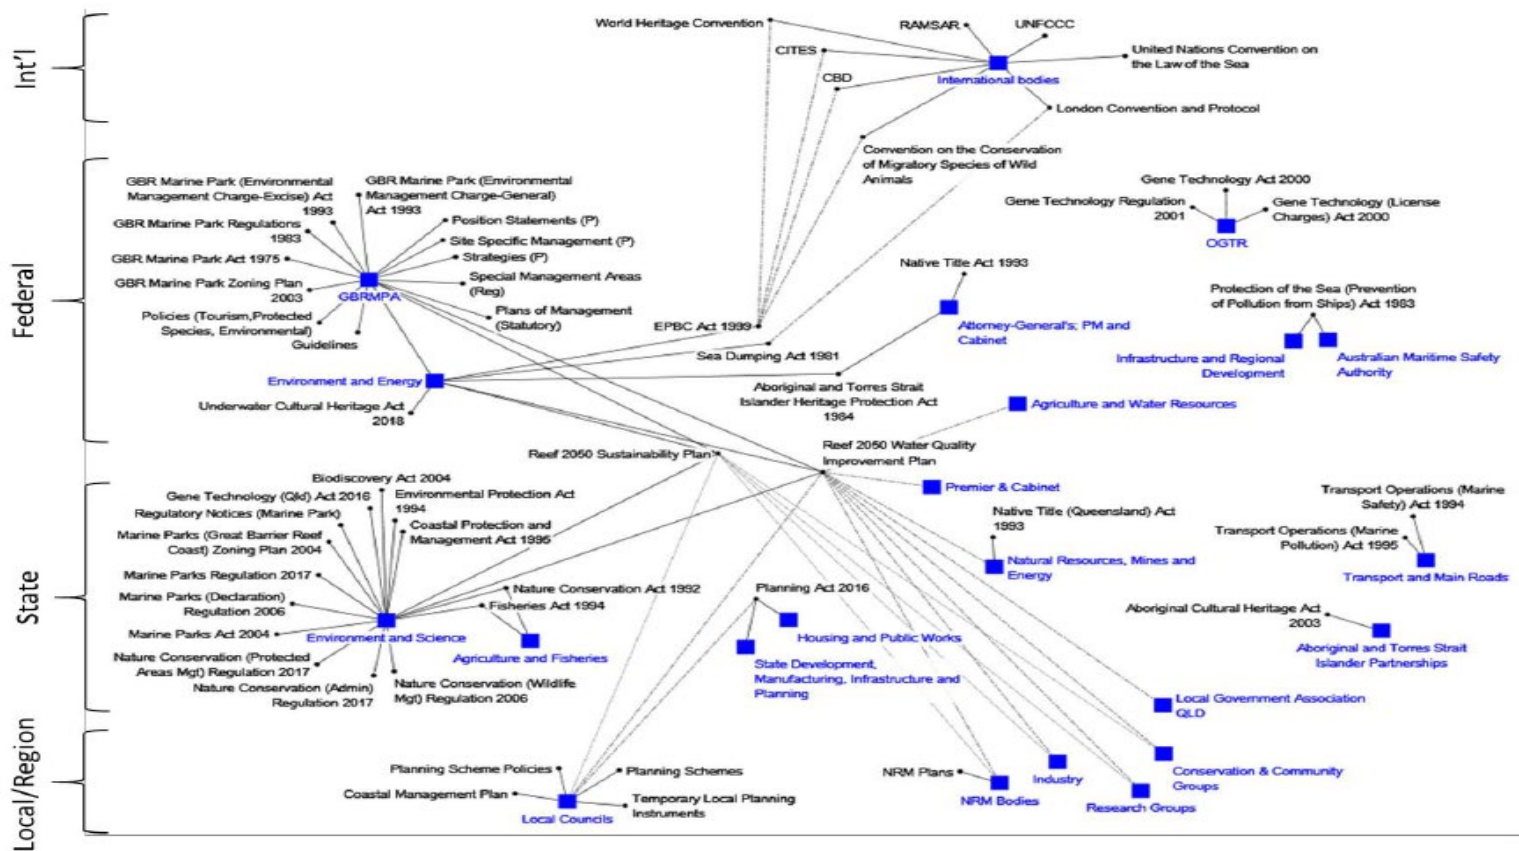 Int'l
World Heritage Convention
RAMSAR
UNFCCC
CITES
United Nations Convention on
the Law of the Sea
CBD
International bodies
London Convention and Protocol
Convention on the Conservation
of Migratory Species of Wild
Animals
Federal
GBR Marine Park (Environmental
Management Charge-Excise) Act
1993
GBR Marine Park (Environmental
Management Charge-General)
Act 1993
GBR Marine Park Regulations
1983
Position Statements (P)
Site Specific Management (P)
Strategies (P)
GBR Marine Park Act 1975
Special Management Areas
(Reg)
GBR Marine Park Zoning Plan
2003
GBRMPA
Plans of Management
(Statutory)
Policies (Tourism,Protected
Species, Environmental)
Guidelines
Gene Technology Act 2000
Gene Technology Regulation
2001
Gene Technology (License
Charges) Act 2000
OGTR
Native Title Act 1993
Attorney-General's; PM and
Cabinet
Protection of the Sea (Prevention
of Pollution from Ships) Act 1983
Infrastructure and Regional
Development
Australian Maritime Safety
Authority
EPBC Act 1999
Sea Dumping Act 1981
Environment and Energy
Aboriginal and Torres Strait
Islander Heritage Protection Act
1984
Underwater Cultural Heritage Act
2018
Agriculture and Water Resources
Reef 2050 Sustainability Plan
Reef 2050 Water Quality
Improvement Plan
State
Biodiscovery Act 2004
Gene Technology (Qld) Act 2016
Environmental Protection Act
1994
Regulatory Notices (Marine Park)
Coastal Protection and
Management Act 1995
Marine Parks (Great Barrier Reef
Coast) Zoning Plan 2004
Marine Parks Regulation 2017
Marine Parks (Declaration)
Regulation 2006
Marine Parks Act 2004
Environment and Science
Nature Conservation (Protected
Areas Mgt) Regulation 2017
Nature Conservation (Admin)
Regulation 2017
Nature Conservation (Wildlife
Mgt) Regulation 2006
Nature Conservation Act 1992
Fisheries Act 1994
Agriculture and Fisheries
Premier & Cabinet
Native Title (Queensland) Act
1993
Natural Resources, Mines and
Energy
Planning Act 2016
Housing and Public Works
State Development,
Manufacturing, Infrastructure and
Planning
Transport Operations (Marine
Safety) Act 1994
Transport Operations (Marine
Pollution) Act 1995
Transport and Main Roads
Aboriginal Cultural Heritage Act
2003
Aboriginal and Torres Strait
Islander Partnerships
Local Government Association
QLD
Local/Region
Planning Scheme Policies
Planning Schemes
Coastal Management Plan
Temporary Local Planning
Instruments
Local Councils
NRM Plans
NRM Bodies
Industry
Research Groups
Conservation & Community
Groups